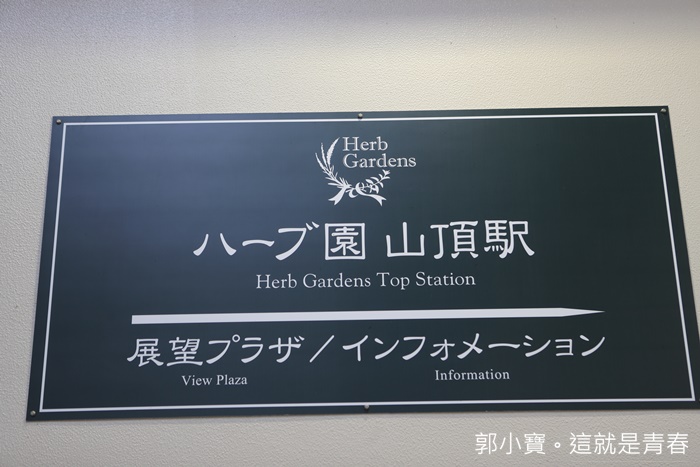 Herb
Gardens
ハーブ園 山頂駅
Herb Gardens Top Station
展望プラザ/インフォメーション
View Plaza Information
郭小寶。這就是青春